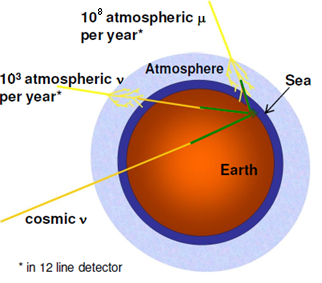 10⁸ atmospheric μ
per year*
Atmosphere
10³ atmospheric ν
per year*
Sea
Earth
cosmic ν
* in 12 line detector